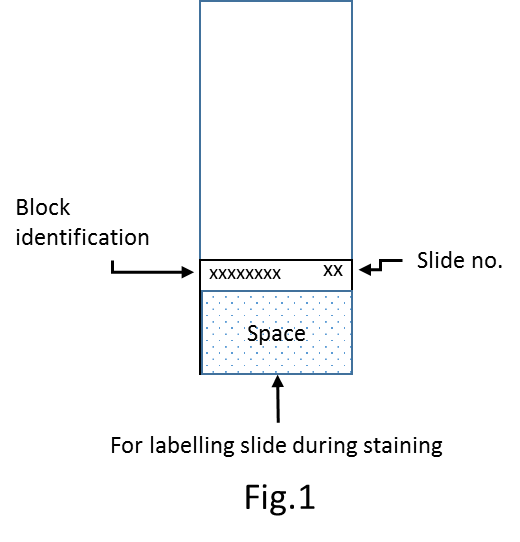 Block
identification
Slide no.
xxxxxxxx
xx
Space
For labelling slide during staining
Fig.1